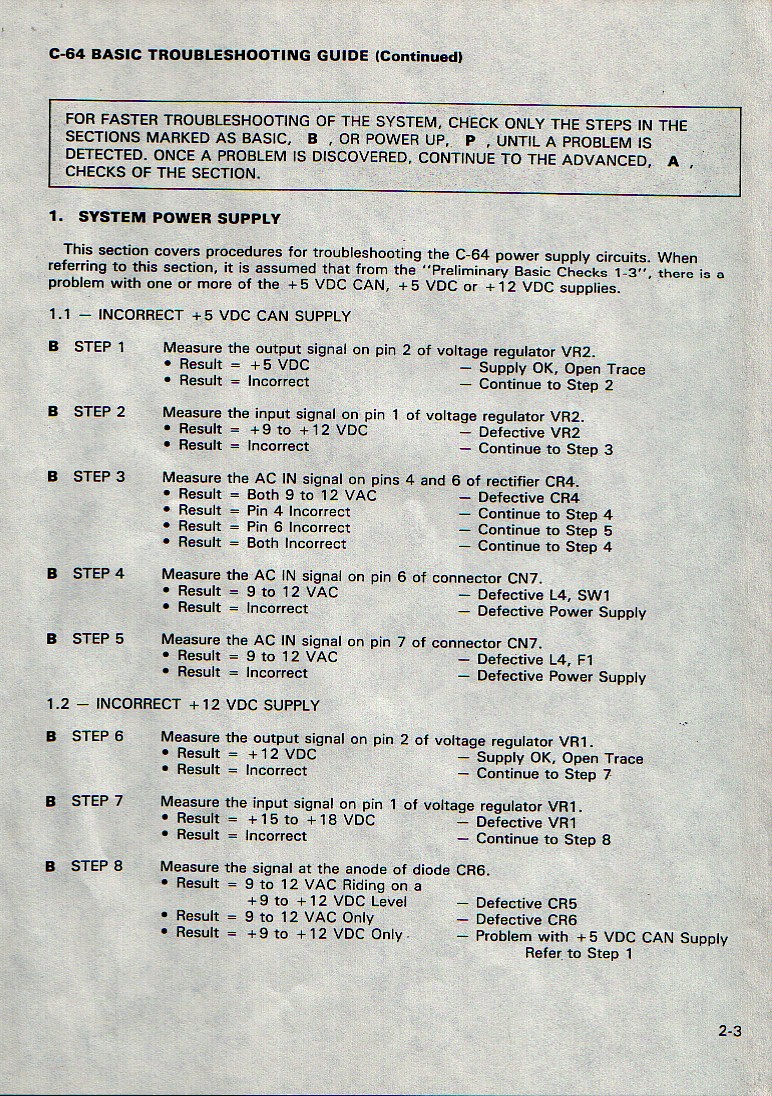 C-64 BASIC TROUBLESHOOTING GUIDE (Continued)
FOR FASTER TROUBLESHOOTING OF THE SYSTEM, CHECK ONLY THE STEPS IN THE
SECTIONS MARKED AS BASIC, B , OR POWER UP, P , UNTIL A PROBLEM IS
DETECTED. ONCE A PROBLEM IS DISCOVERED, CONTINUE TO THE ADVANCED, A ,
CHECKS OF THE SECTION.
1. SYSTEM POWER SUPPLY
This section covers procedures for troubleshooting the C-64 power supply circuits. When
referring to this section, it is assumed that from the "Preliminary Basic Checks 1-3", there is a
problem with one or more of the +5 VDC CAN, +5 VDC or +12 VDC supplies.
1.1 — INCORRECT +5 VDC CAN SUPPLY
B STEP 1 Measure the output signal on pin 2 of voltage regulator VR2.
• Result = +5 VDC — Supply OK, Open Trace
• Result = Incorrect — Continue to Step 2
B STEP 2 Measure the input signal on pin 1 of voltage regulator VR2.
• Result = +9 to +12 VDC — Defective VR2
• Result = Incorrect — Continue to Step 3
B STEP 3 Measure the AC IN signal on pins 4 and 6 of rectifier CR4.
• Result = Both 9 to 12 VAC — Defective CR4
• Result = Pin 4 Incorrect — Continue to Step 4
• Result = Pin 6 Incorrect — Continue to Step 5
• Result = Both Incorrect — Continue to Step 4
B STEP 4 Measure the AC IN signal on pin 6 of connector CN7.
• Result = 9 to 12 VAC — Defective L4, SW1
• Result = Incorrect — Defective Power Supply
B STEP 5 Measure the AC IN signal on pin 7 of connector CN7.
• Result = 9 to 12 VAC — Defective L4, F1
• Result = Incorrect — Defective Power Supply
1.2 — INCORRECT +12 VDC SUPPLY
B STEP 6 Measure the output signal on pin 2 of voltage regulator VR1.
• Result = +12 VDC — Supply OK, Open Trace
• Result = Incorrect — Continue to Step 7
B STEP 7 Measure the input signal on pin 1 of voltage regulator VR1.
• Result = +15 to +18 VDC — Defective VR1
• Result = Incorrect — Continue to Step 8
B STEP 8 Measure the signal at the anode of diode CR6.
• Result = 9 to 12 VAC Riding on a
+9 to +12 VDC Level — Defective CR5
• Result = 9 to 12 VAC Only — Defective CR6
• Result = +9 to +12 VDC Only — Problem with +5 VDC CAN Supply
Refer to Step 1
2-3